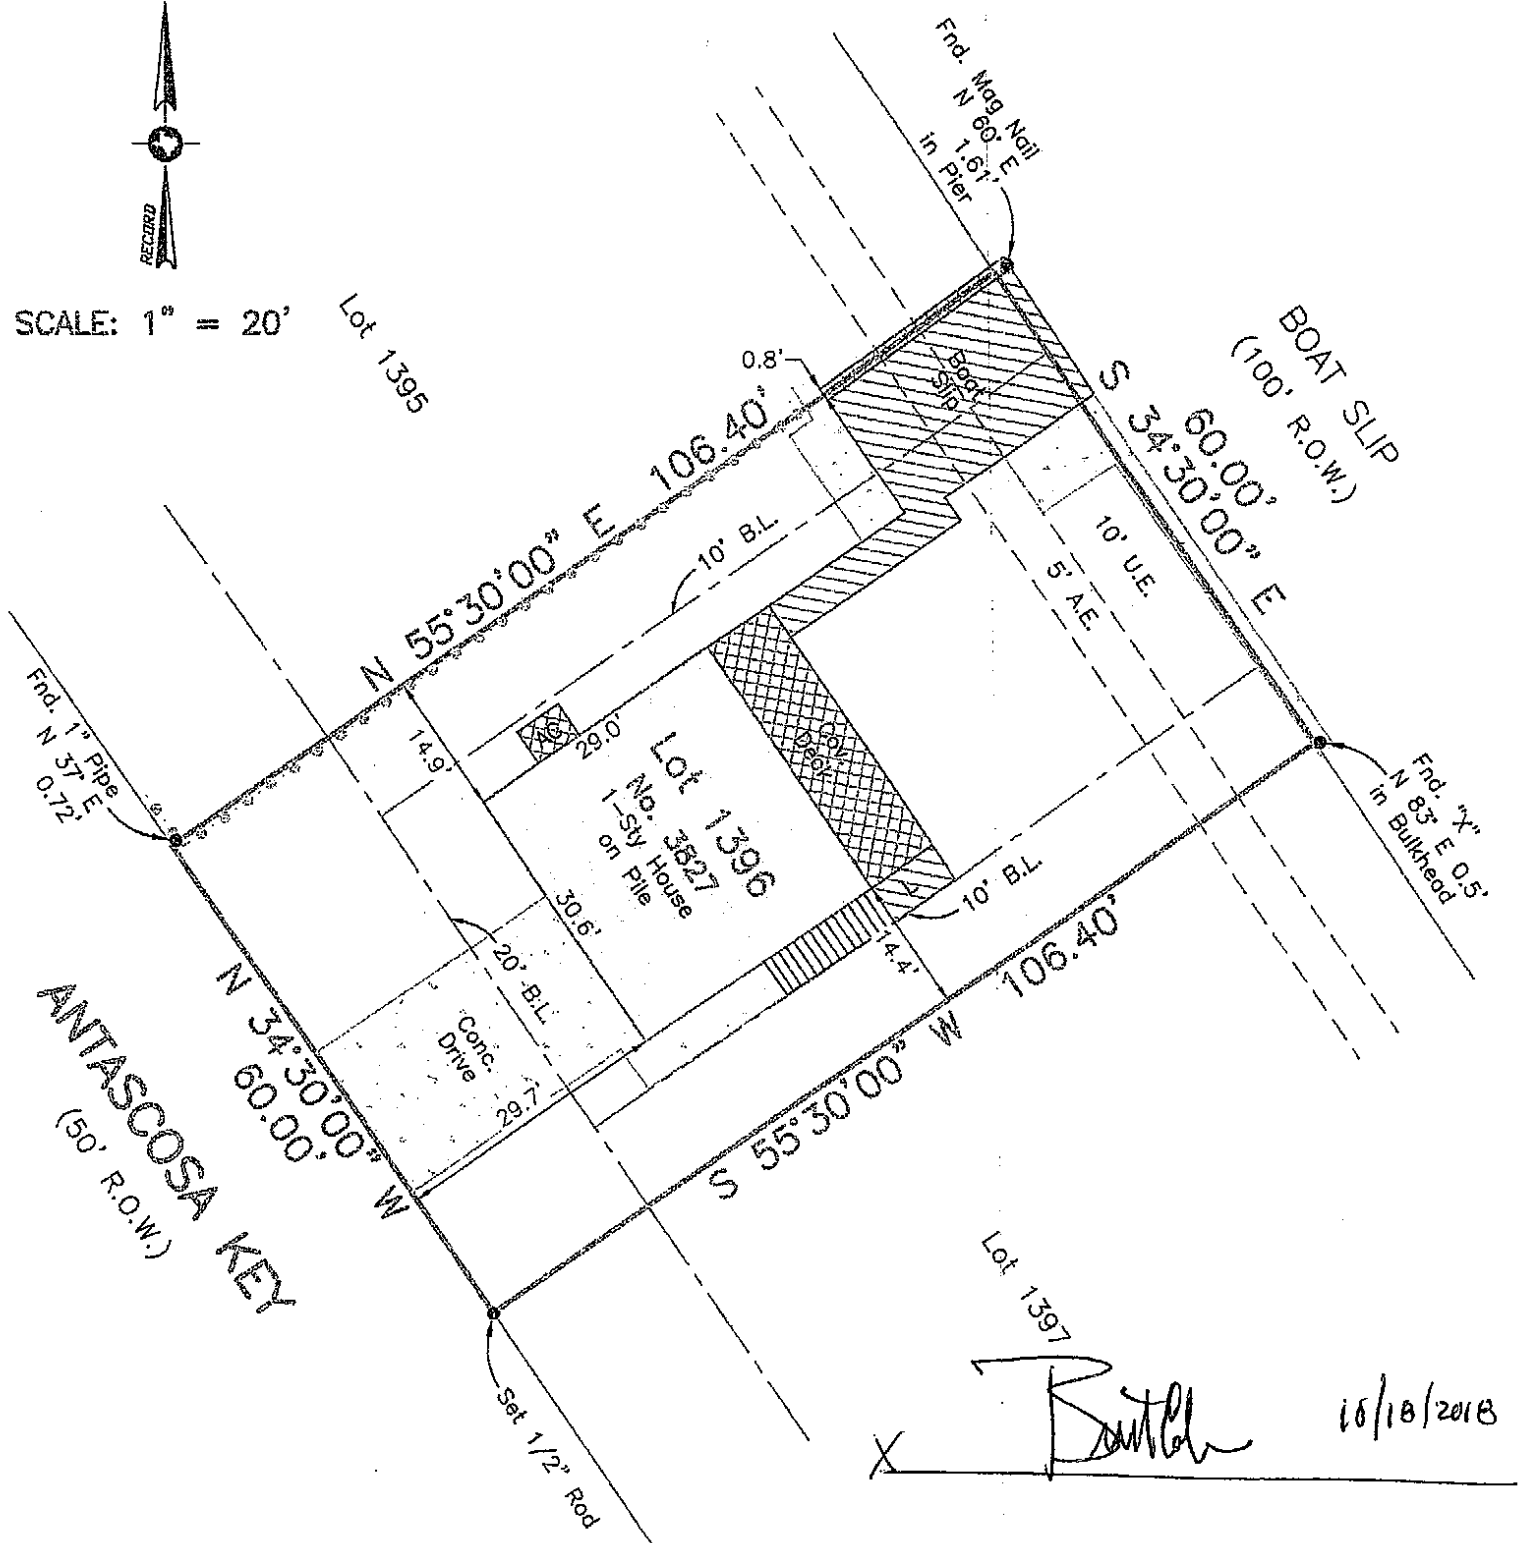 RECORD
SCALE: 1" = 20'
Lot 1395
Fnd. Mag Nail
N 60° E
1.61'
in Pier
BOAT SLIP
(100' R.O.W.)
0.8'
Boat
Slip
S 34°30'00" E
60.00'
N 55°30'00" E 106.40'
10' B.L.
10' U.E.
5' A.E.
Fnd. 1" Pipe
N 37° E
0.72'
14.9'
AC
29.0'
Lot 1396
No. 3827
1-Sty House
on Pile
Cov
Deck
Fnd. "X"
N 83° E 0.5'
in Bulkhead
10' B.L.
30.6'
14.4'
20' B.L.
Conc.
Drive
29.7'
S 55°30'00" W 106.40'
N 34°30'00" W
60.00'
ANTASCOSA KEY
(50' R.O.W.)
Set 1/2" Rod
Lot 1397
X